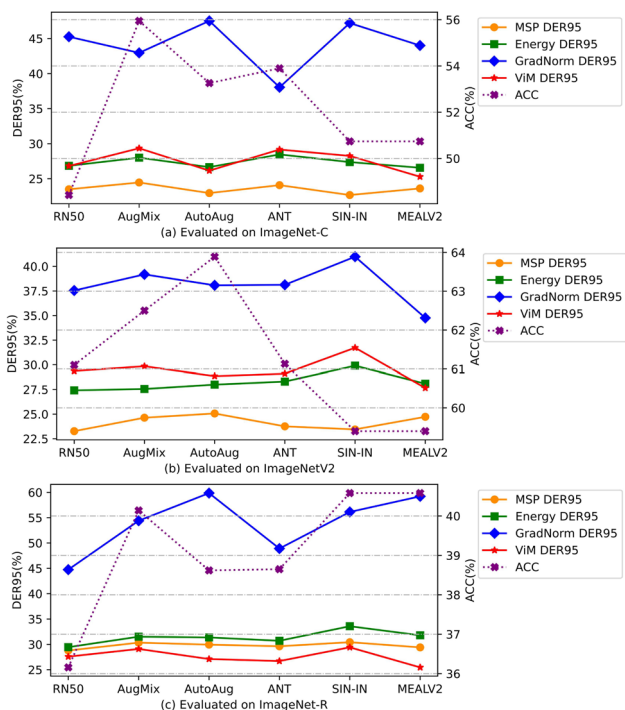 45
40
35
30
25
DER95(%)
56
54
52
50
ACC(%)
MSP DER95
Energy DER95
GradNorm DER95
ViM DER95
ACC
RN50 AugMix AutoAug ANT SIN-IN MEALV2
(a) Evaluated on ImageNet-C
40.0
37.5
35.0
32.5
30.0
27.5
25.0
22.5
DER95(%)
64
63
62
61
60
ACC(%)
MSP DER95
Energy DER95
GradNorm DER95
ViM DER95
ACC
RN50 AugMix AutoAug ANT SIN-IN MEALV2
(b) Evaluated on ImageNetV2
60
55
50
45
40
35
30
25
DER95(%)
40
39
38
37
36
ACC(%)
MSP DER95
Energy DER95
GradNorm DER95
ViM DER95
ACC
RN50 AugMix AutoAug ANT SIN-IN MEALV2
(c) Evaluated on ImageNet-R